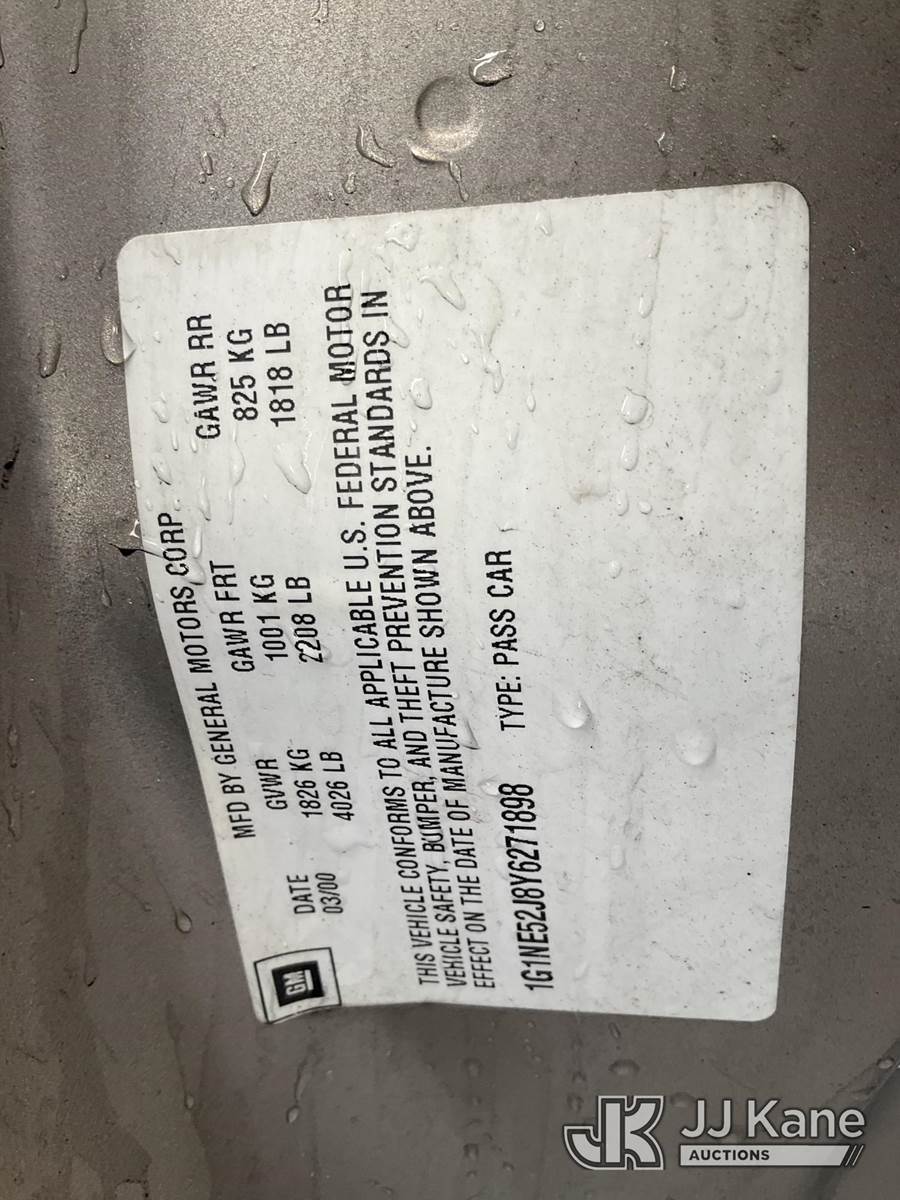 GM
MFD BY GENERAL MOTORS CORP.
DATE GVWR GAWR FRT GAWR RR
03/00 1826 KG 1001 KG 825 KG
4026 LB 2208 LB 1818 LB
THIS VEHICLE CONFORMS TO ALL APPLICABLE U.S. FEDERAL MOTOR
VEHICLE SAFETY, BUMPER, AND THEFT PREVENTION STANDARDS IN
EFFECT ON THE DATE OF MANUFACTURE SHOWN ABOVE.
1G1NE52J8Y6271898 TYPE: PASS CAR
JK JJ Kane
AUCTIONS